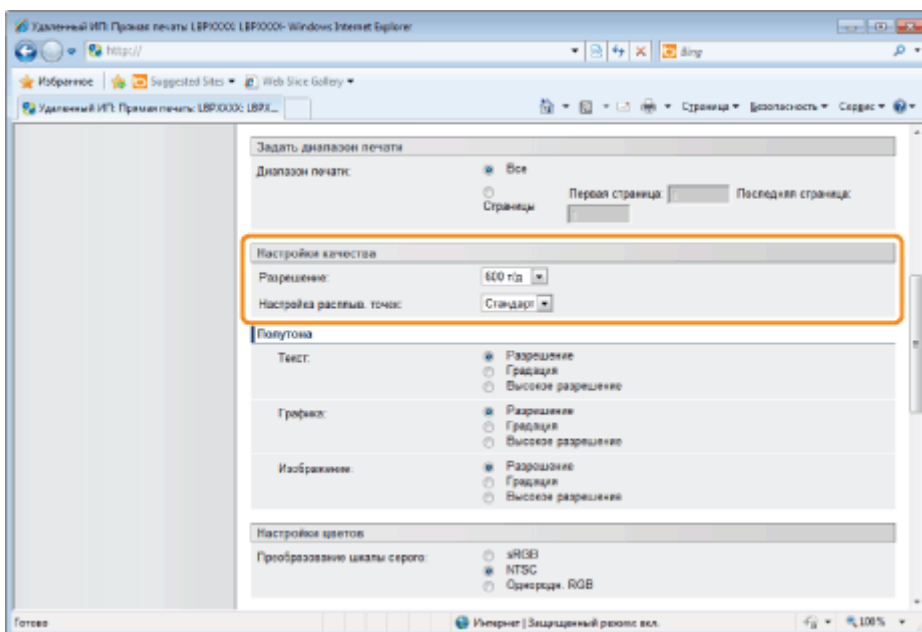 Удаленный ИП: Прямая печать: LBPXXXX: LBPXXXX - Windows Internet Explorer
http://
Bing
Избранное Suggested Sites Web Slice Gallery
Удаленный ИП: Прямая печать: LBPXXXX: LBPX... Страница Безопасность Сервис
Задать диапазон печати
Диапазон печати: Все
Страницы Первая страница: Последняя страница:
Настройки качества
Разрешение: 600 т/д
Настройка расплыв. точек: Стандарт
Полутона
Текст: Разрешение
Градация
Высокое разрешение
Графика: Разрешение
Градация
Высокое разрешение
Изображение: Разрешение
Градация
Высокое разрешение
Настройки цветов
Преобразование шкалы серого: sRGB
NTSC
Однородн. RGB
Готово Интернет | Защищенный режим: вкл. 100%